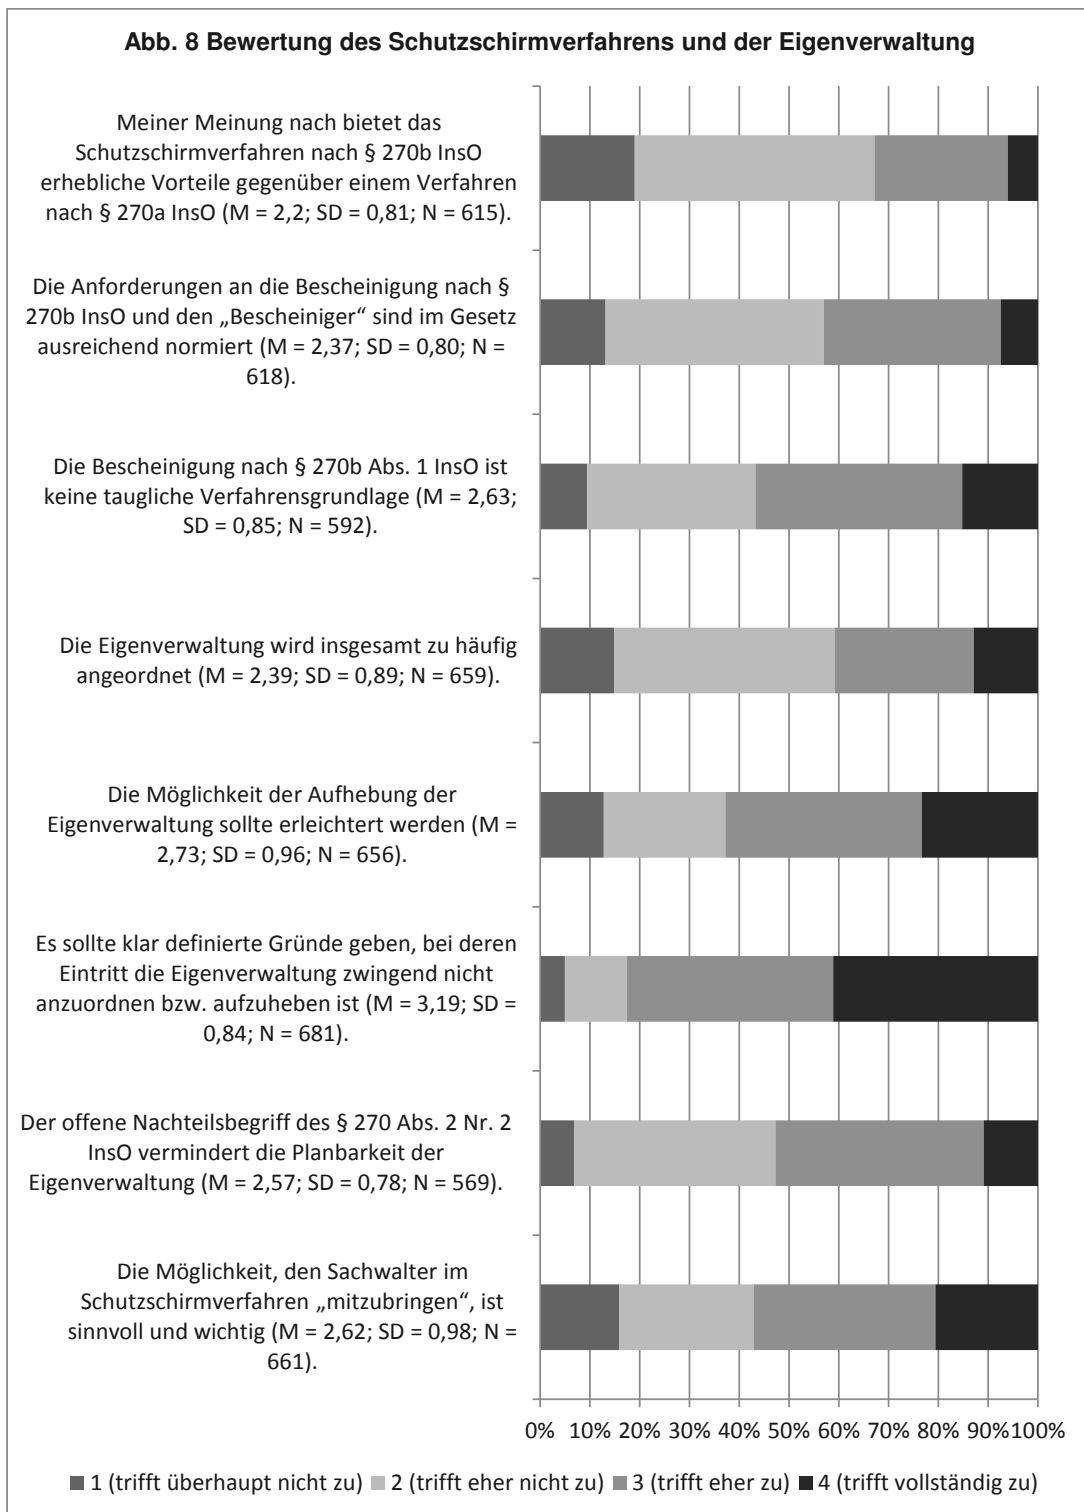 Abb. 8 Bewertung des Schutzschirmverfahrens und der Eigenverwaltung
Meiner Meinung nach bietet das
Schutzschirmverfahren nach § 270b InsO
erhebliche Vorteile gegenüber einem Verfahren
nach § 270a InsO (M = 2,2; SD = 0,81; N = 615).
Die Anforderungen an die Bescheinigung nach §
270b InsO und den „Bescheiniger“ sind im Gesetz
ausreichend normiert (M = 2,37; SD = 0,80; N =
618).
Die Bescheinigung nach § 270b Abs. 1 InsO ist
keine taugliche Verfahrensgrundlage (M = 2,63;
SD = 0,85; N = 592).
Die Eigenverwaltung wird insgesamt zu häufig
angeordnet (M = 2,39; SD = 0,89; N = 659).
Die Möglichkeit der Aufhebung der
Eigenverwaltung sollte erleichtert werden (M =
2,73; SD = 0,96; N = 656).
Es sollte klar definierte Gründe geben, bei deren
Eintritt die Eigenverwaltung zwingend nicht
anzuordnen bzw. aufzuheben ist (M = 3,19; SD =
0,84; N = 681).
Der offene Nachteilsbegriff des § 270 Abs. 2 Nr. 2
InsO vermindert die Planbarkeit der
Eigenverwaltung (M = 2,57; SD = 0,78; N = 569).
Die Möglichkeit, den Sachwalter im
Schutzschirmverfahren „mitzubringen“, ist
sinnvoll und wichtig (M = 2,62; SD = 0,98; N =
661).
0% 10% 20% 30% 40% 50% 60% 70% 80% 90%100%
1 (trifft überhaupt nicht zu) 2 (trifft eher nicht zu) 3 (trifft eher zu) 4 (trifft vollständig zu)